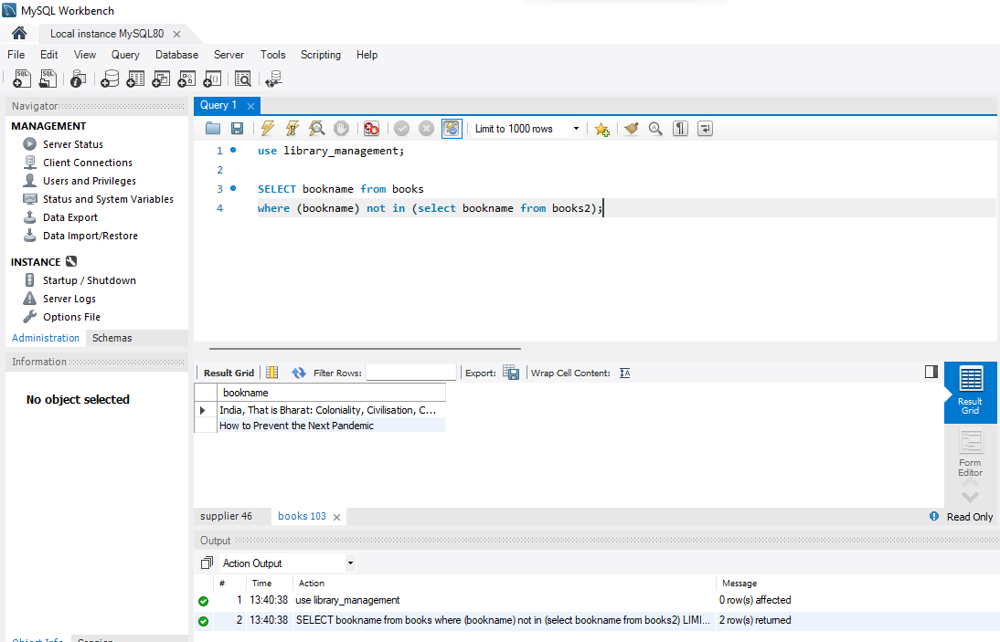 MySQL Workbench
Local instance MySQL80
File Edit View Query Database Server Tools Scripting Help
Navigator
MANAGEMENT
Server Status
Client Connections
Users and Privileges
Status and System Variables
Data Export
Data Import/Restore
INSTANCE
Startup / Shutdown
Server Logs
Options File
Administration Schemas
Information
No object selected
Query 1
Limit to 1000 rows
1 use library_management;
2
3 SELECT bookname from books
4 where (bookname) not in (select bookname from books2);
Result Grid Filter Rows: Export: Wrap Cell Content:
bookname
India, That is Bharat: Coloniality, Civilisation, C...
How to Prevent the Next Pandemic
Result
Grid
Form
Editor
supplier 46 books 103 Read Only
Output
Action Output
# Time Action Message
1 13:40:38 use library_management 0 row(s) affected
2 13:40:38 SELECT bookname from books where (bookname) not in (select bookname from books2) LIMI... 2 row(s) returned
Object Info Session